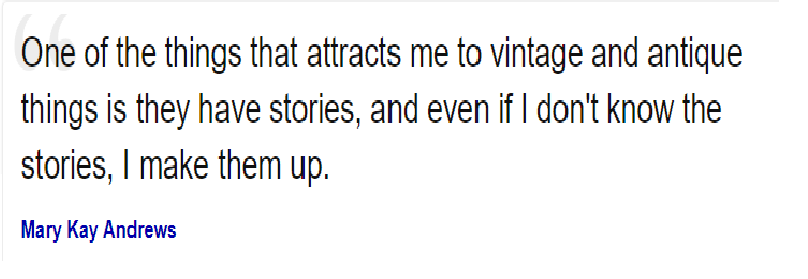 One of the things that attracts me to vintage and antique
things is they have stories, and even if I don't know the
stories, I make them up.
Mary Kay Andrews